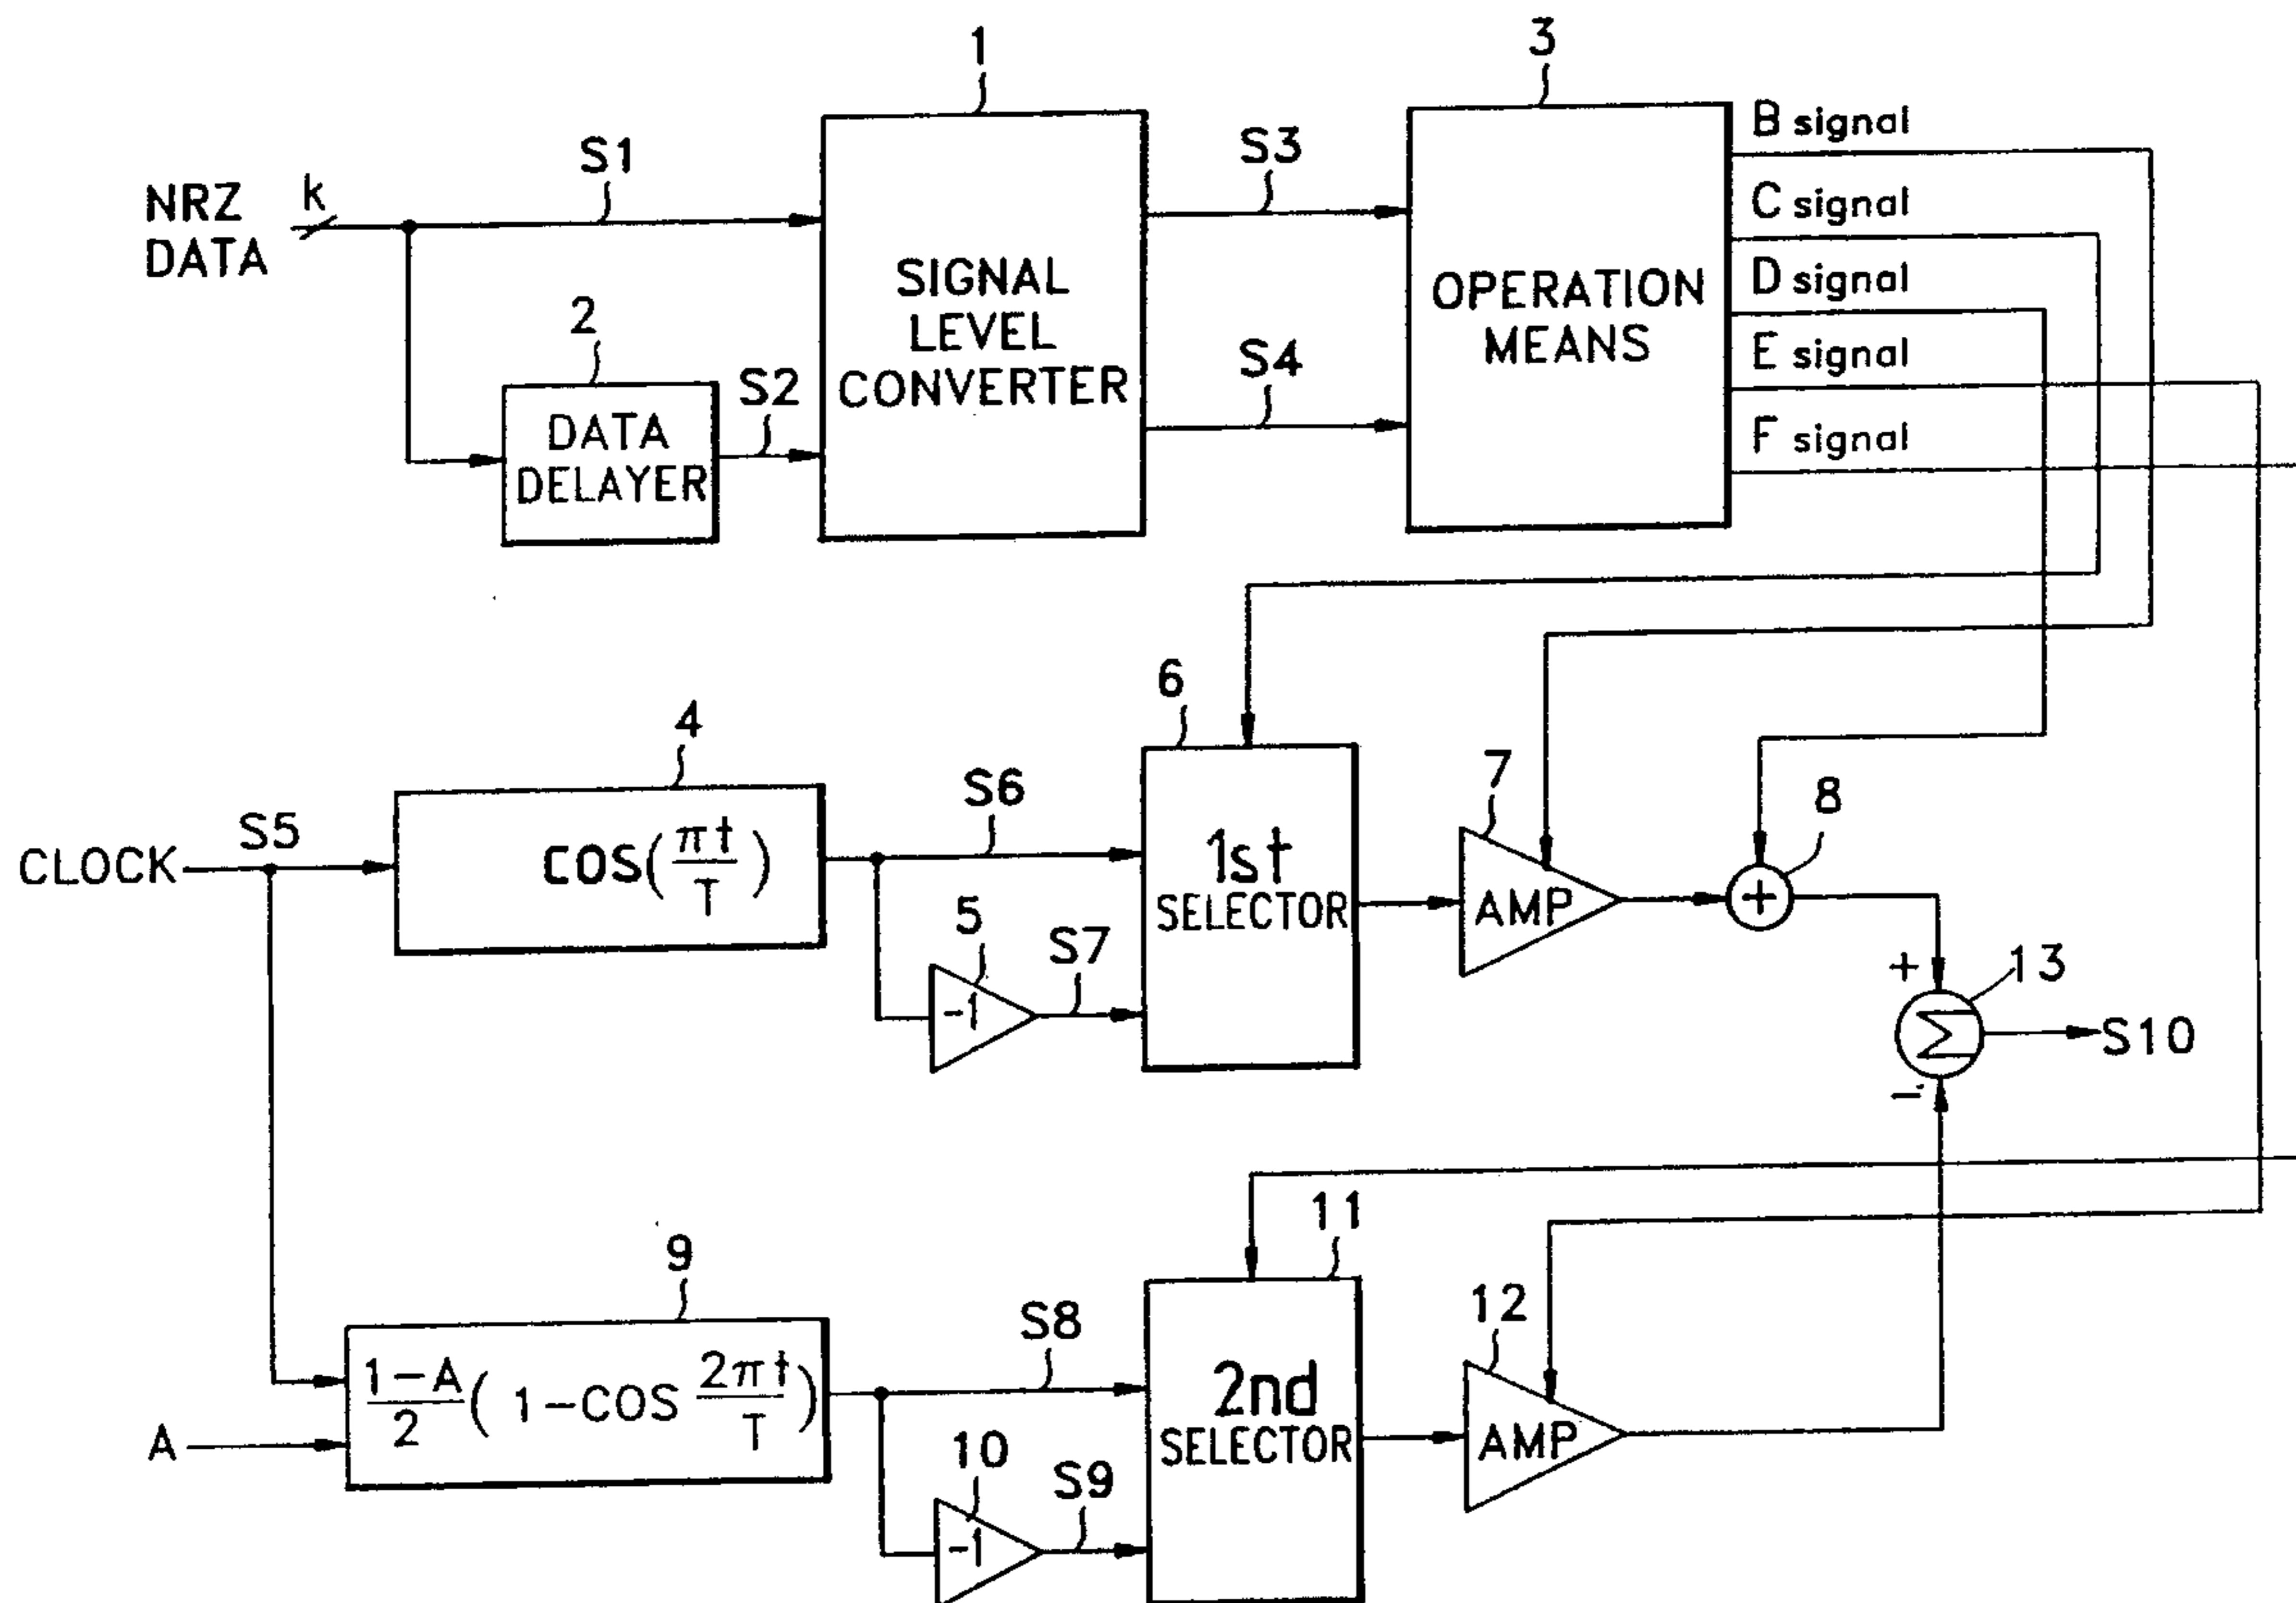 1
3
B signal
S1
S3
C signal
NRZ
DATA
k
SIGNAL
LEVEL
CONVERTER
D signal
OPERATION
MEANS
2
S2
S4
E signal
F signal
DATA
DELAYER
6
4
7
8
S5
S6
CLOCK
COS(πt/T)
1st
SELECTOR
AMP
+
5
S7
-1
+
13
Σ
S10
-
11
9
12
S8
1-A/2(1-COS 2πt/T)
2nd
SELECTOR
AMP
A
10
S9
-1